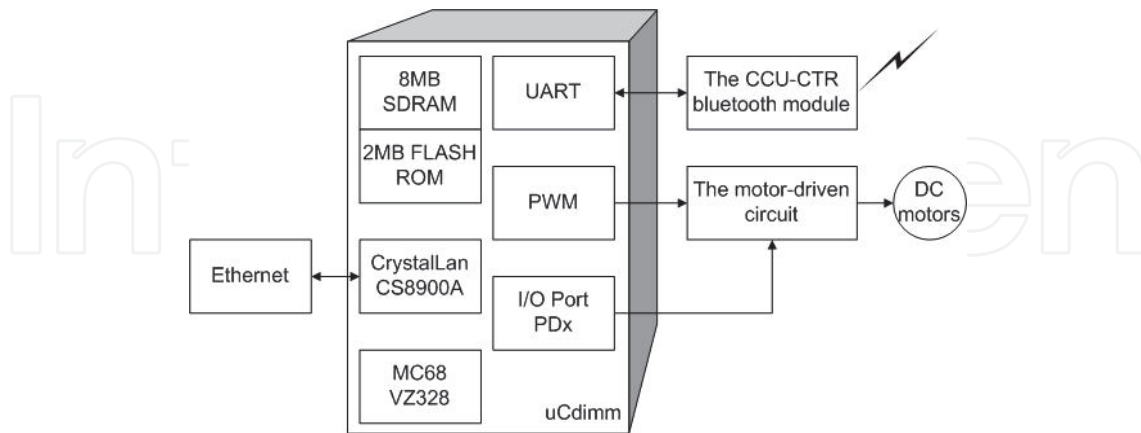 8MB
SDRAM
2MB FLASH
ROM
UART
The CCU-CTR
bluetooth module
PWM
The motor-driven
circuit
DC
motors
Ethernet
CrystalLan
CS8900A
I/O Port
PDx
MC68
VZ328
uCdimm